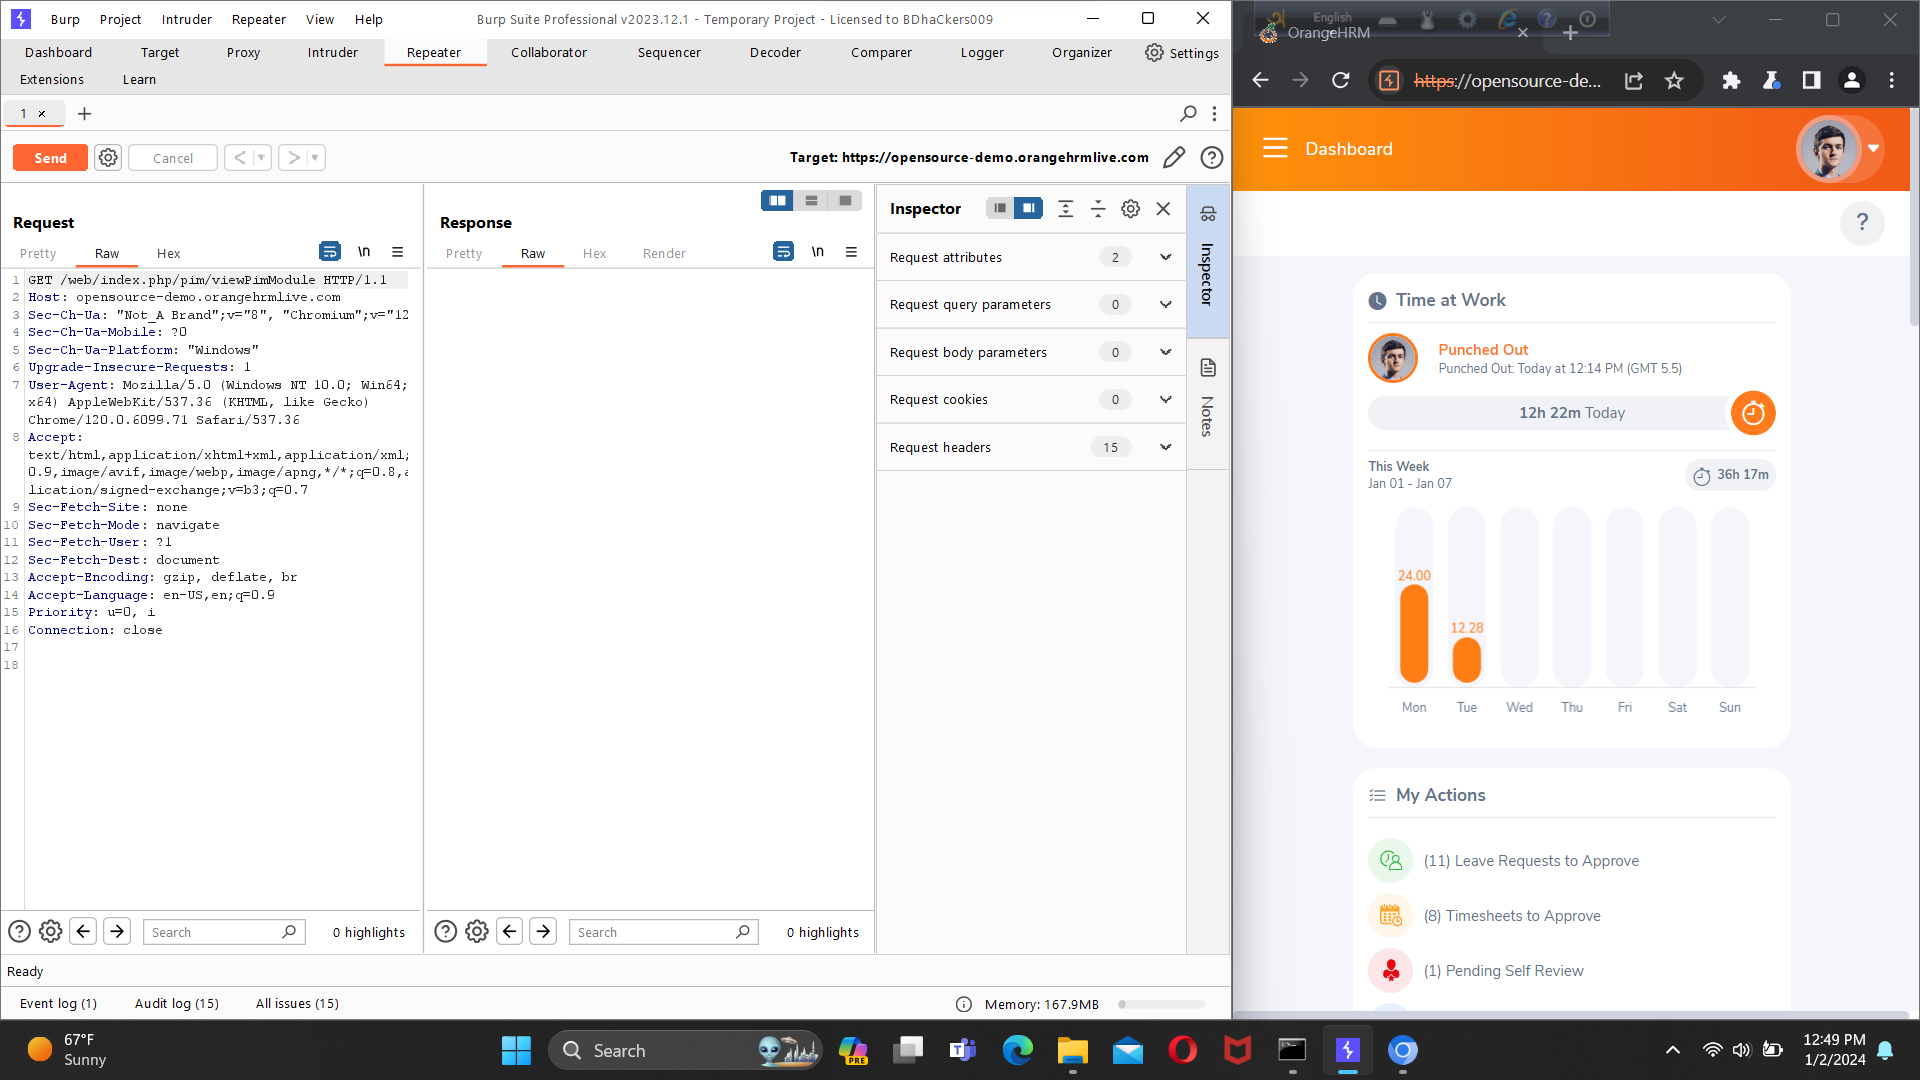 Burp Project Intruder Repeater View Help
Burp Suite Professional v2023.12.1 - Temporary Project - Licensed to BDhaCkers009
Dashboard Target Proxy Intruder Repeater Collaborator Sequencer Decoder Comparer Logger Organizer Settings
Extensions Learn
1 ×
Send Cancel
Target: https://opensource-demo.orangehrmlive.com
Request
Pretty Raw Hex \n
1 GET /web/index.php/pim/viewPimModule HTTP/1.1
2 Host: opensource-demo.orangehrmlive.com
3 Sec-Ch-Ua: "Not_A Brand";v="8", "Chromium";v="12
4 Sec-Ch-Ua-Mobile: ?0
5 Sec-Ch-Ua-Platform: "Windows"
6 Upgrade-Insecure-Requests: 1
7 User-Agent: Mozilla/5.0 (Windows NT 10.0; Win64;
x64) AppleWebKit/537.36 (KHTML, like Gecko)
Chrome/120.0.6099.71 Safari/537.36
8 Accept:
text/html,application/xhtml+xml,application/xml;
0.9,image/avif,image/webp,image/apng,*/*;q=0.8,a
lication/signed-exchange;v=b3;q=0.7
9 Sec-Fetch-Site: none
10 Sec-Fetch-Mode: navigate
11 Sec-Fetch-User: ?1
12 Sec-Fetch-Dest: document
13 Accept-Encoding: gzip, deflate, br
14 Accept-Language: en-US,en;q=0.9
15 Priority: u=0, i
16 Connection: close
17
18
Search 0 highlights
Response
Pretty Raw Hex Render \n
Search 0 highlights
Inspector
Request attributes 2
Request query parameters 0
Request body parameters 0
Request cookies 0
Request headers 15
Inspector
Notes
Ready
Event log (1) Audit log (15) All issues (15)
Memory: 167.9MB
English
OrangeHRM
https://opensource-de...
Dashboard
?
Time at Work
Punched Out
Punched Out: Today at 12:14 PM (GMT 5.5)
12h 22m Today
This Week
Jan 01 - Jan 07
36h 17m
24.00
12.28
Mon Tue Wed Thu Fri Sat Sun
My Actions
(11) Leave Requests to Approve
(8) Timesheets to Approve
(1) Pending Self Review
67°F
Sunny
Search
PRE
12:49 PM
1/2/2024